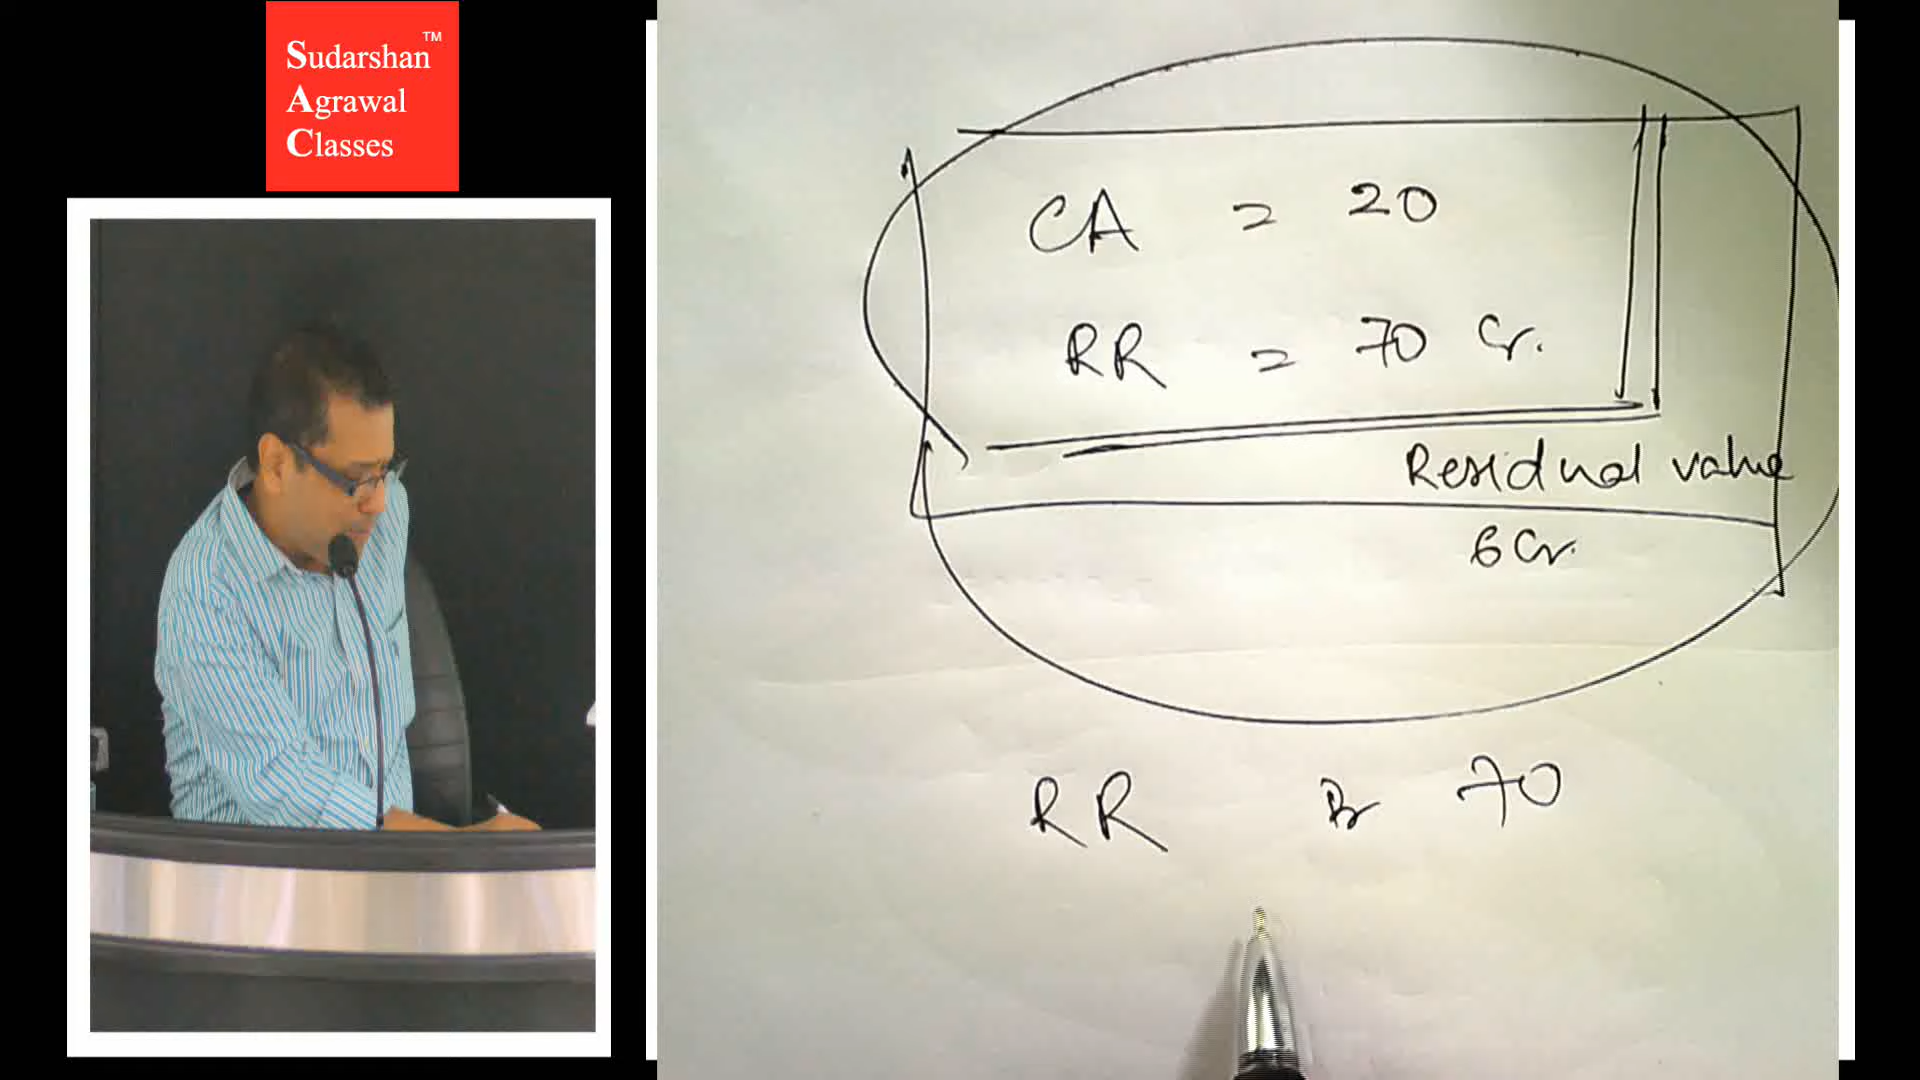 Sudarshan™
Agrawal
Classes
CA = 20
RR = 70 Cr.
Residual value
6 Cr.
RR 70